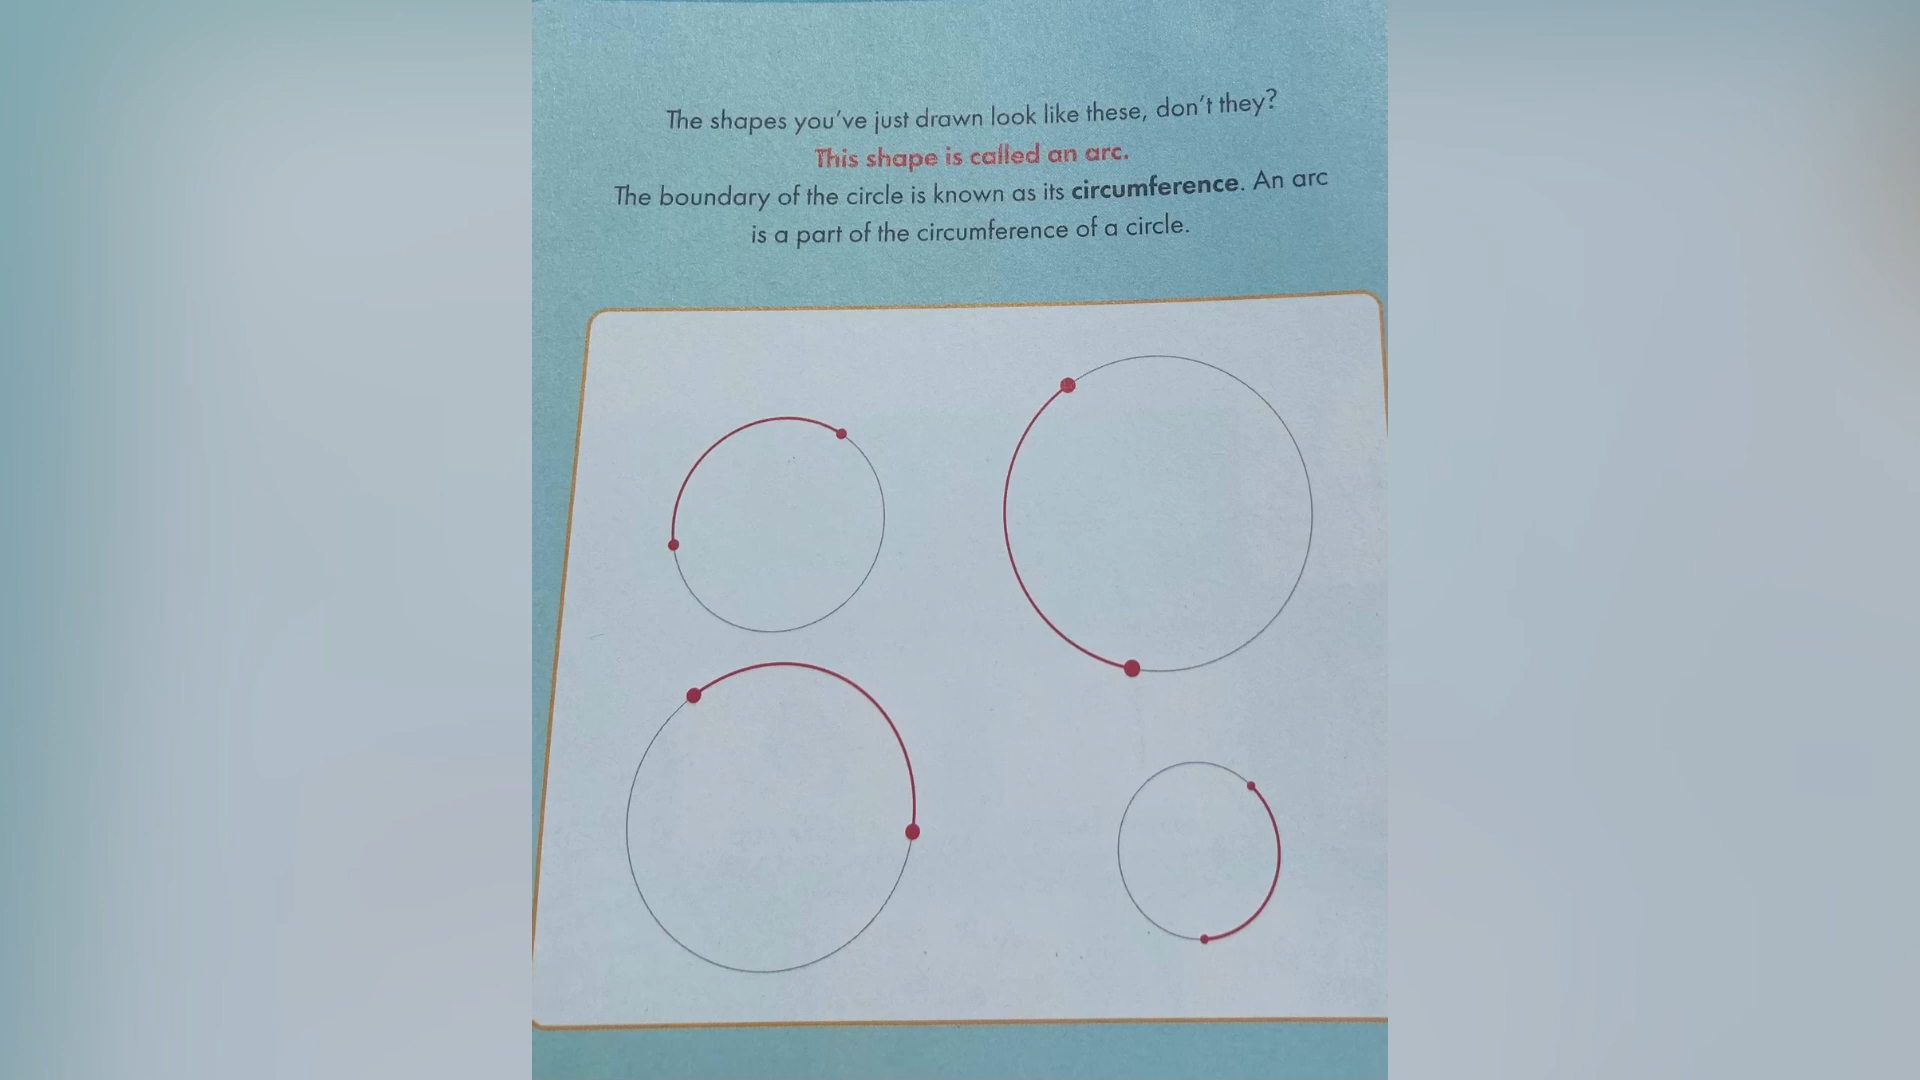 The shapes you've just drawn look like these, don't they?
This shape is called an arc.
The boundary of the circle is known as its circumference. An arc
is a part of the circumference of a circle.